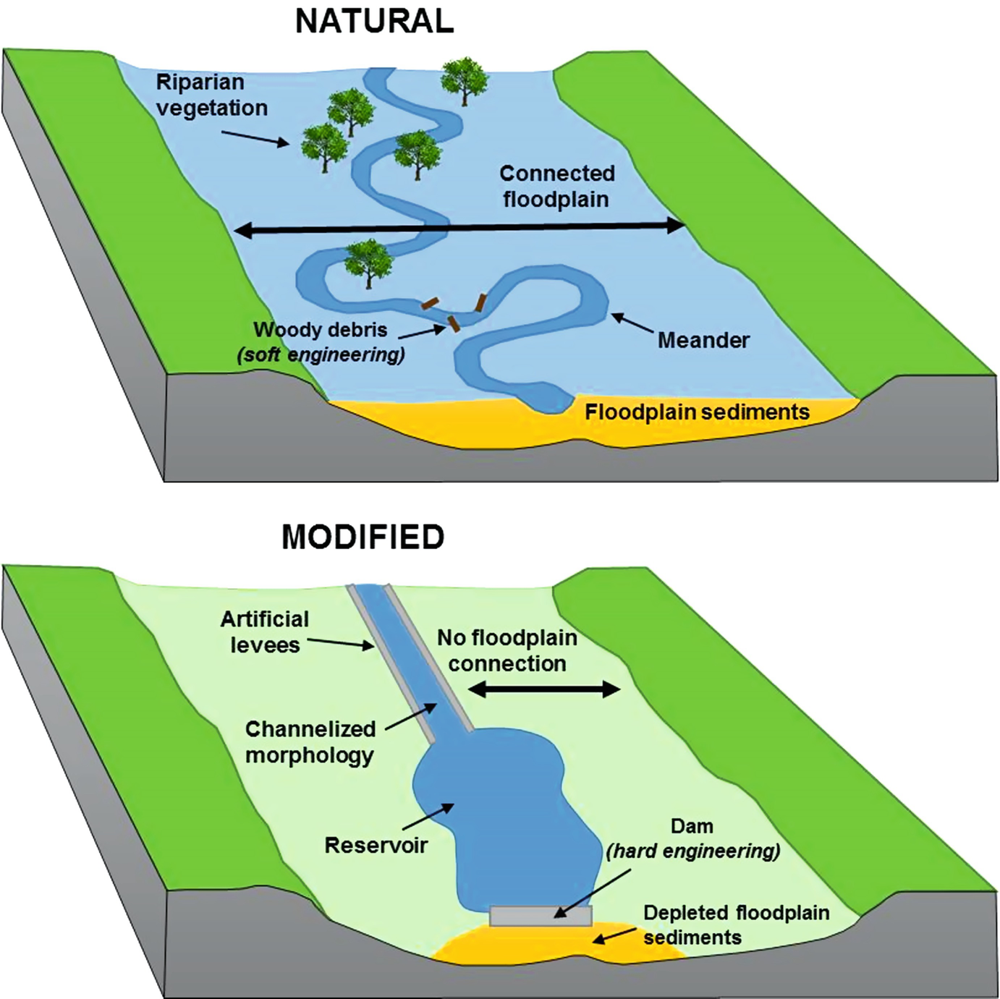 NATURAL
Riparian
vegetation
Connected
floodplain
Woody debris
(soft engineering)
Meander
Floodplain sediments
MODIFIED
Artificial
levees
No floodplain
connection
Channelized
morphology
Reservoir
Dam
(hard engineering)
Depleted floodplain
sediments